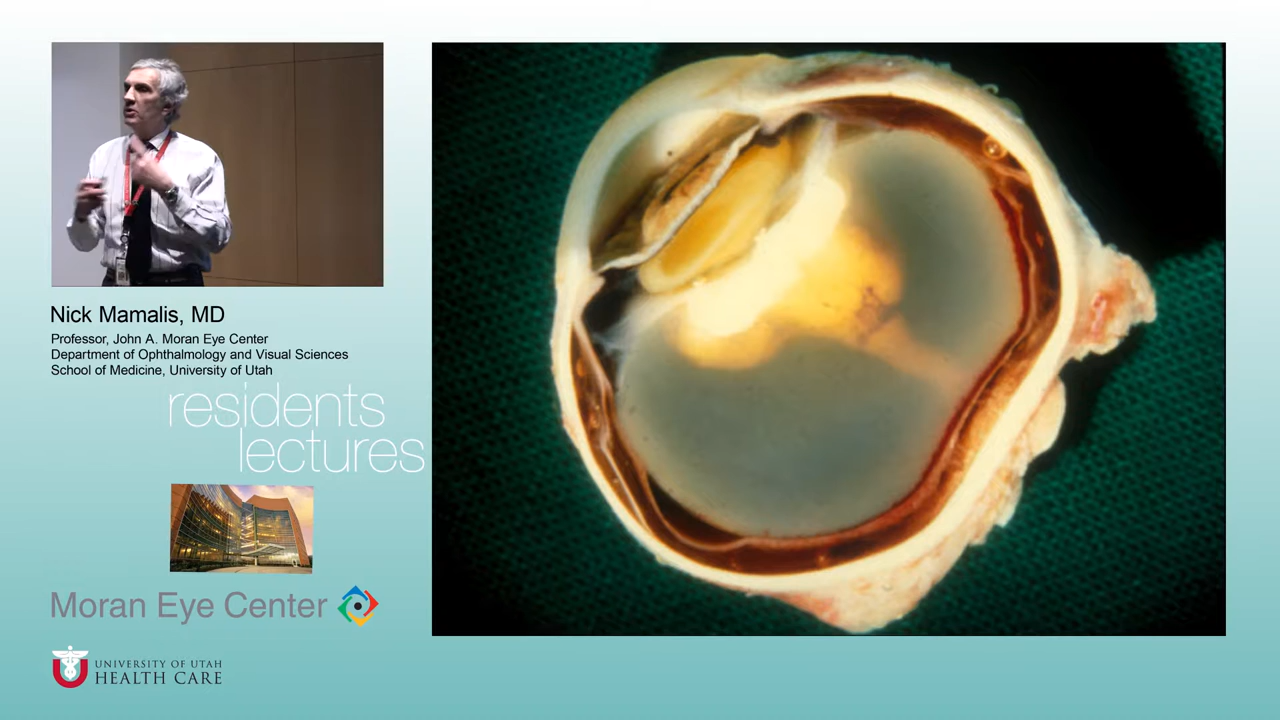 Nick Mamalis, MD
Professor, John A. Moran Eye Center
Department of Ophthalmology and Visual Sciences
School of Medicine, University of Utah
residents
lectures
Moran Eye Center
UNIVERSITY OF UTAH
HEALTH CARE